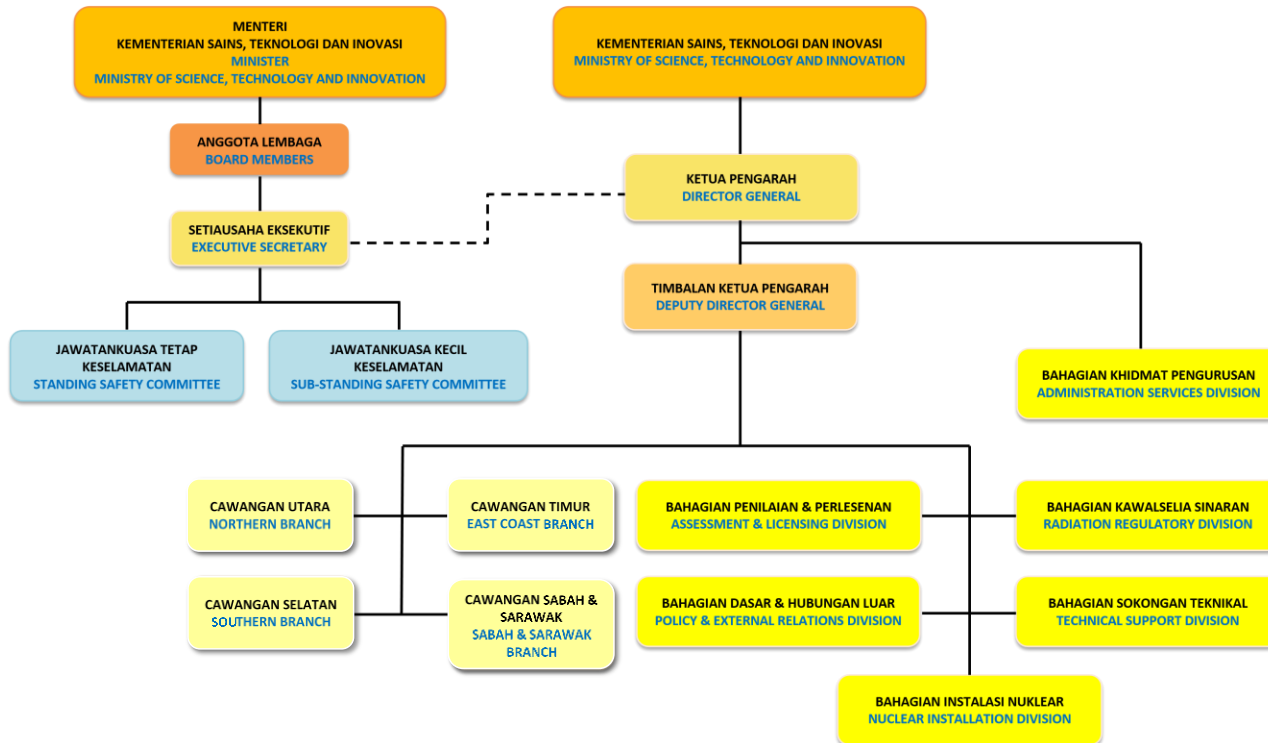 MENTERI
KEMENTERIAN SAINS, TEKNOLOGI DAN INOVASI
MINISTER
MINISTRY OF SCIENCE, TECHNOLOGY AND INNOVATION
KEMENTERIAN SAINS, TEKNOLOGI DAN INOVASI
MINISTRY OF SCIENCE, TECHNOLOGY AND INNOVATION
ANGGOTA LEMBAGA
BOARD MEMBERS
KETUA PENGARAH
DIRECTOR GENERAL
SETIAUSAHA EKSEKUTIF
EXECUTIVE SECRETARY
TIMBALAN KETUA PENGARAH
DEPUTY DIRECTOR GENERAL
JAWATANKUASA TETAP
KESELAMATAN
STANDING SAFETY COMMITTEE
JAWATANKUASA KECIL
KESELAMATAN
SUB-STANDING SAFETY COMMITTEE
BAHAGIAN KHIDMAT PENGURUSAN
ADMINISTRATION SERVICES DIVISION
CAWANGAN UTARA
NORTHERN BRANCH
CAWANGAN TIMUR
EAST COAST BRANCH
BAHAGIAN PENILAIAN & PERLESENAN
ASSESSMENT & LICENSING DIVISION
BAHAGIAN KAWALSELIA SINARAN
RADIATION REGULATORY DIVISION
CAWANGAN SELATAN
SOUTHERN BRANCH
CAWANGAN SABAH &
SARAWAK
SABAH & SARAWAK
BRANCH
BAHAGIAN DASAR & HUBUNGAN LUAR
POLICY & EXTERNAL RELATIONS DIVISION
BAHAGIAN SOKONGAN TEKNIKAL
TECHNICAL SUPPORT DIVISION
BAHAGIAN INSTALASI NUKLEAR
NUCLEAR INSTALLATION DIVISION